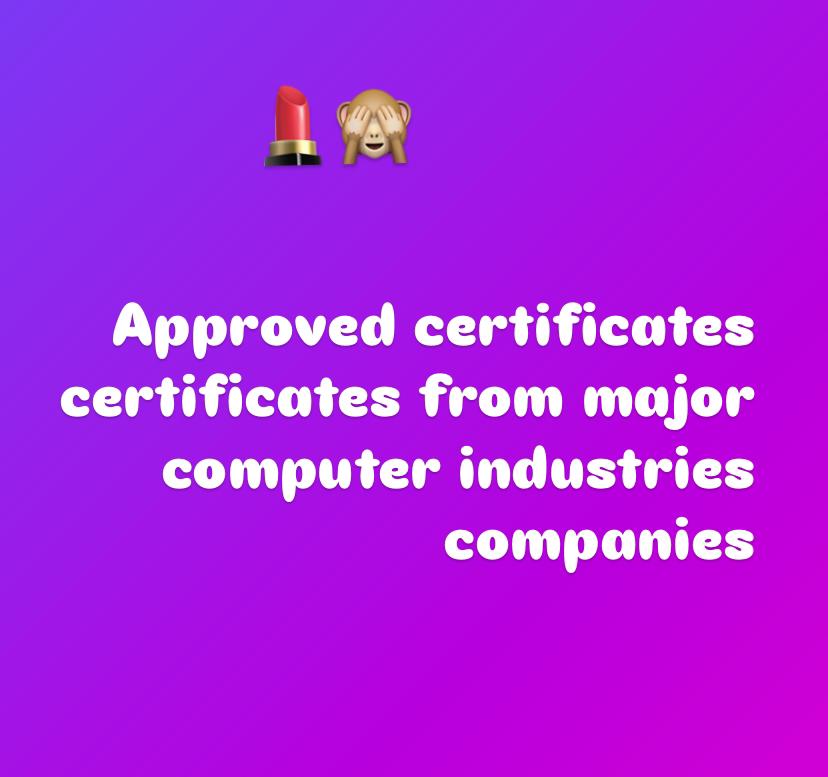 💄🙈
Approved certificates
certificates from major
computer industries
companies